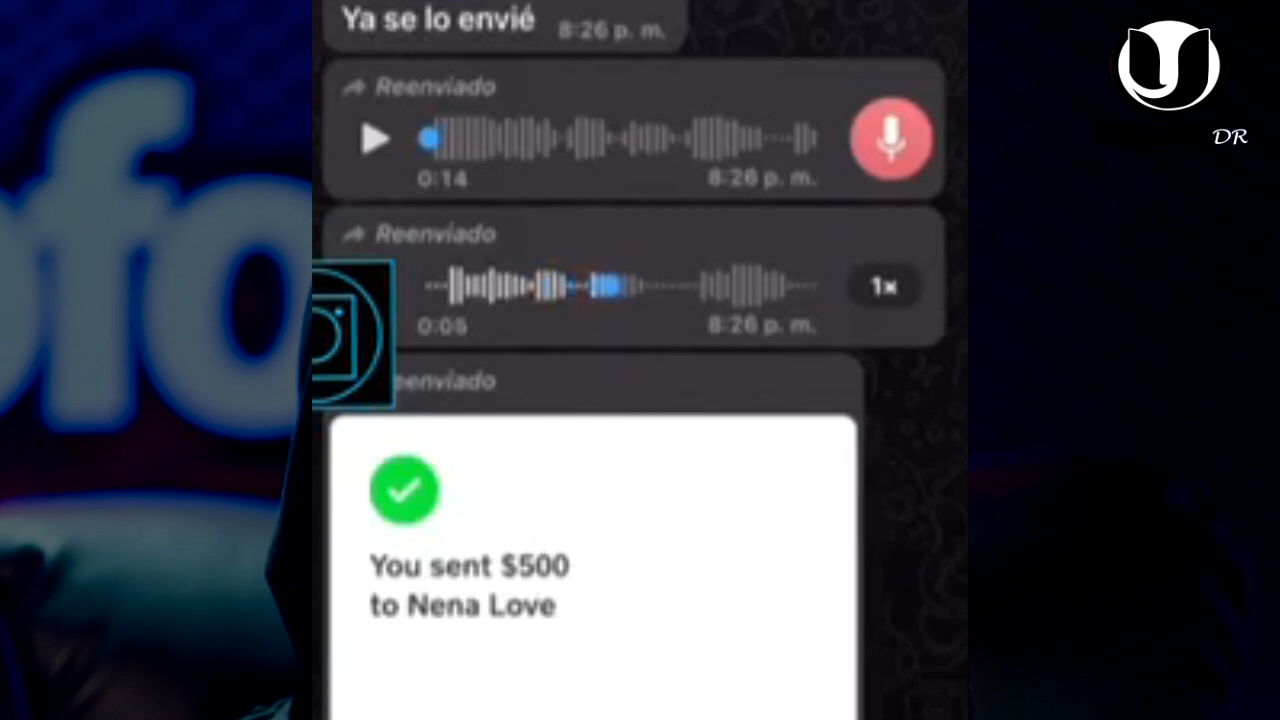 Ya se lo envié 8:26 p. m.
Reenviado
0:14 8:26 p. m.
Reenviado
1x
0:05 8:26 p. m.
eenviado
You sent $500
to Nena Love
ofo
DR